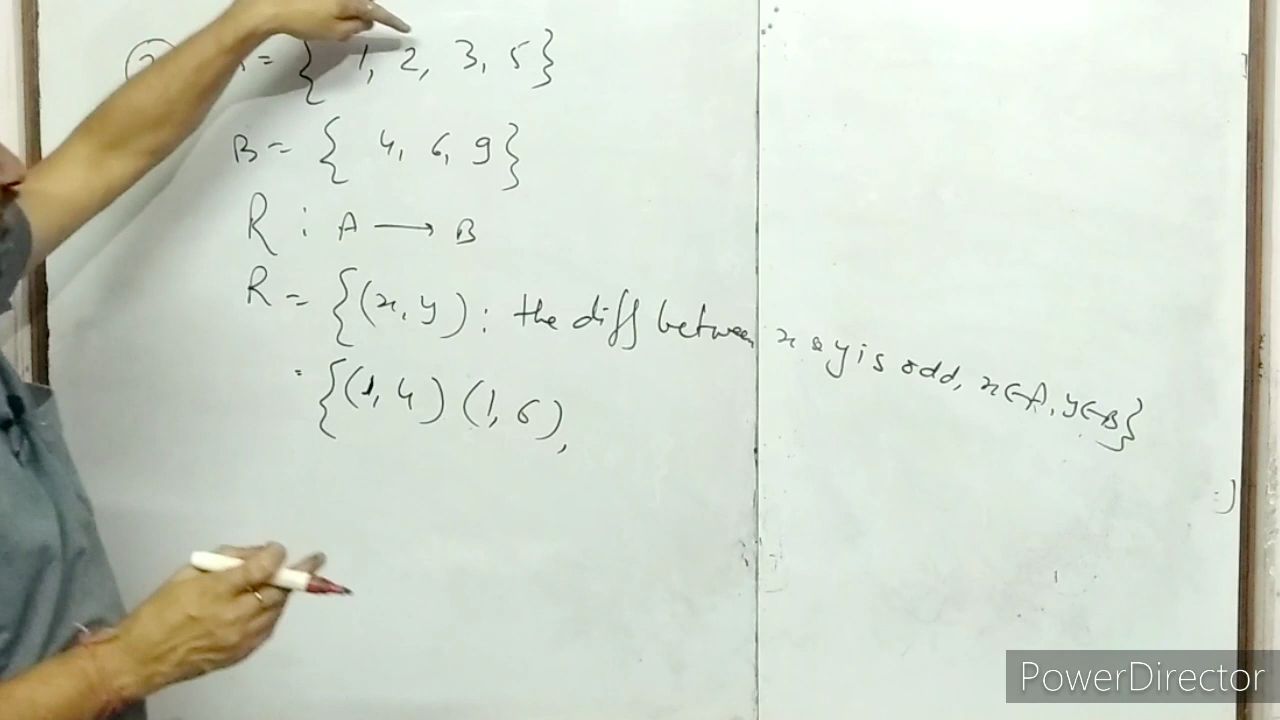 = { 1, 2, 3, 5}
B = { 4, 6, 9}
R : A ⟶ B
R = {(x, y) : the diff between x & y is odd, x∈A, y∈B}
= {(1, 4) (1, 6),
PowerDirector